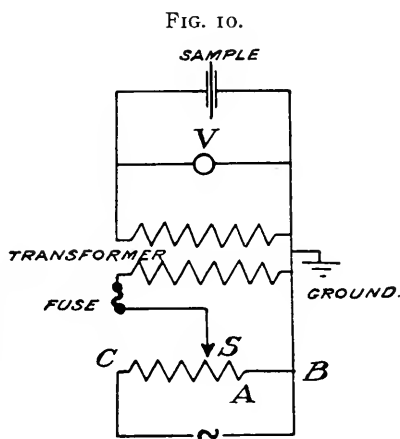 FIG. 10.
SAMPLE
V
TRANSFORMER
GROUND.
FUSE
S
C
A
B
~